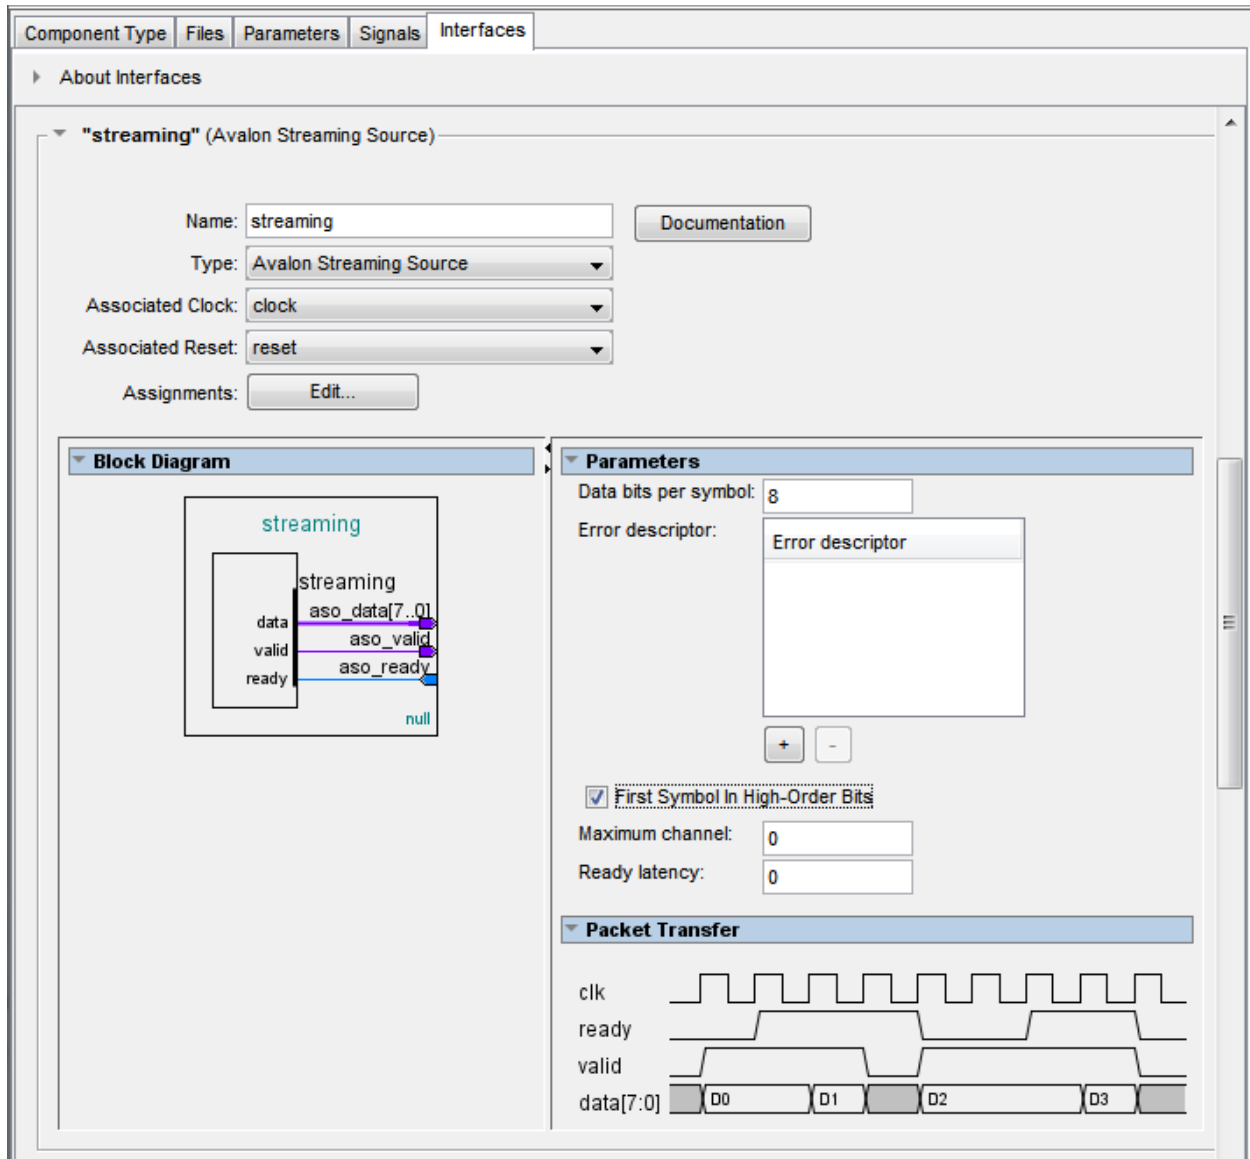 Component Type Files Parameters Signals Interfaces
About Interfaces
"streaming" (Avalon Streaming Source)
Name: streaming Documentation
Type: Avalon Streaming Source
Associated Clock: clock
Associated Reset: reset
Assignments: Edit...
Block Diagram
streaming
streaming
data aso_data[7..0]
valid aso_valid
ready aso_ready
null
Parameters
Data bits per symbol: 8
Error descriptor: Error descriptor
+ -
First Symbol In High-Order Bits
Maximum channel: 0
Ready latency: 0
Packet Transfer
clk
ready
valid
data[7:0] D0 D1 D2 D3